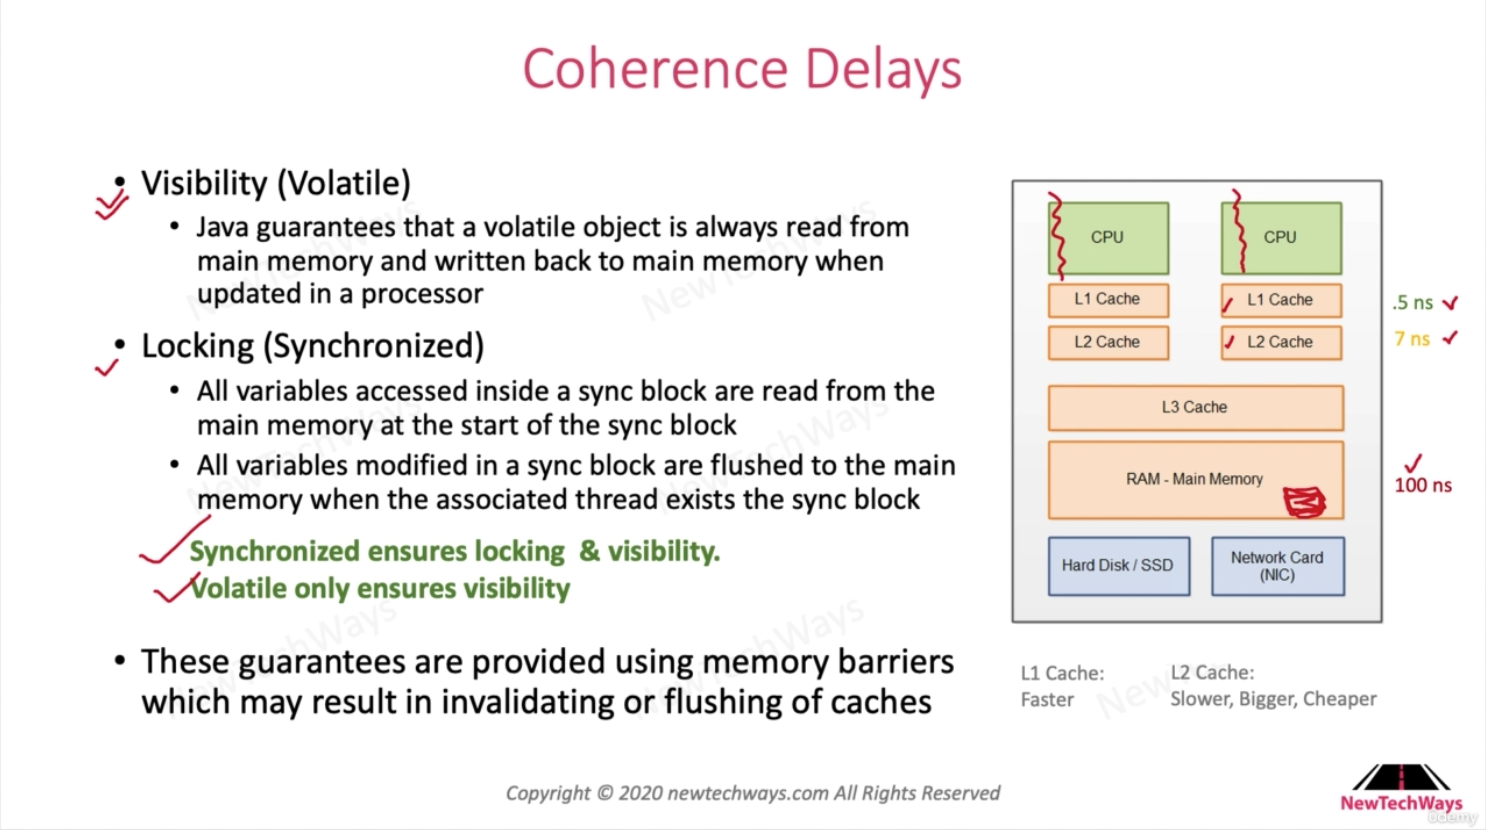 Coherence Delays
• Visibility (Volatile)
• Java guarantees that a volatile object is always read from
main memory and written back to main memory when
updated in a processor
• Locking (Synchronized)
• All variables accessed inside a sync block are read from the
main memory at the start of the sync block
• All variables modified in a sync block are flushed to the main
memory when the associated thread exists the sync block
Synchronized ensures locking & visibility.
Volatile only ensures visibility
• These guarantees are provided using memory barriers
which may result in invalidating or flushing of caches
CPU
CPU
L1 Cache
L1 Cache
.5 ns
L2 Cache
L2 Cache
7 ns
L3 Cache
RAM - Main Memory
100 ns
Hard Disk / SSD
Network Card
(NIC)
L1 Cache:
Faster
L2 Cache:
Slower, Bigger, Cheaper
Copyright © 2020 newtechways.com All Rights Reserved
NewTechWays
ûdemy
NewTechWays
NewTechWays
NewTechWays
NewTechWays
NewTechWays
NewTechWays